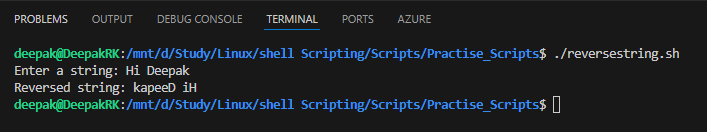 PROBLEMS OUTPUT DEBUG CONSOLE TERMINAL PORTS AZURE
deepak@DeepakRK:/mnt/d/Study/Linux/shell Scripting/Scripts/Practise_Scripts$ ./reversestring.sh
Enter a string: Hi Deepak
Reversed string: kapeeD iH
deepak@DeepakRK:/mnt/d/Study/Linux/shell Scripting/Scripts/Practise_Scripts$